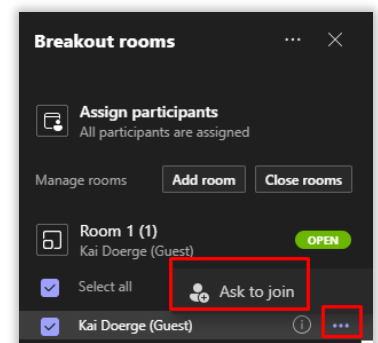 Breakout rooms
Assign participants
All participants are assigned
Manage rooms Add room Close rooms
Room 1 (1)
Kai Doerge (Guest)
OPEN
Select all
Ask to join
Kai Doerge (Guest)